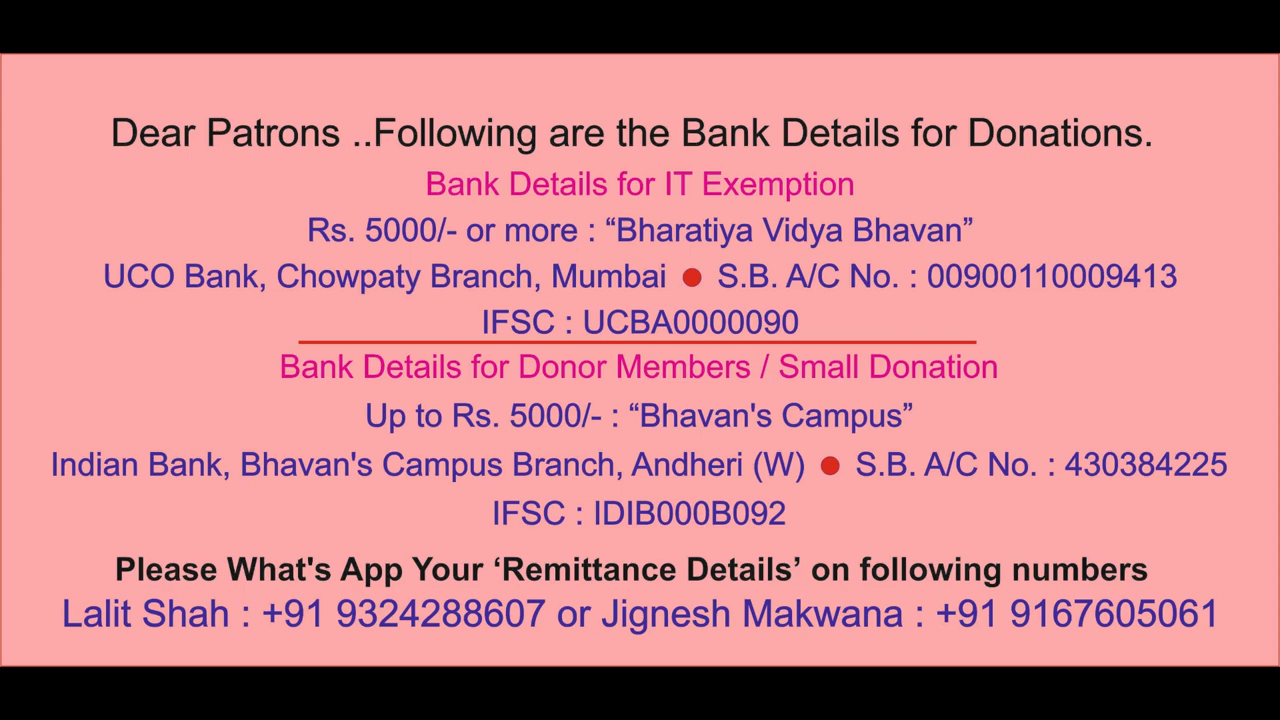 Dear Patrons ..Following are the Bank Details for Donations.
Bank Details for IT Exemption
Rs. 5000/- or more : “Bharatiya Vidya Bhavan”
UCO Bank, Chowpaty Branch, Mumbai ● S.B. A/C No. : 00900110009413
IFSC : UCBA0000090
Bank Details for Donor Members / Small Donation
Up to Rs. 5000/- : “Bhavan's Campus”
Indian Bank, Bhavan's Campus Branch, Andheri (W) ● S.B. A/C No. : 430384225
IFSC : IDIB000B092
Please What's App Your ‘Remittance Details’ on following numbers
Lalit Shah : +91 9324288607 or Jignesh Makwana : +91 9167605061